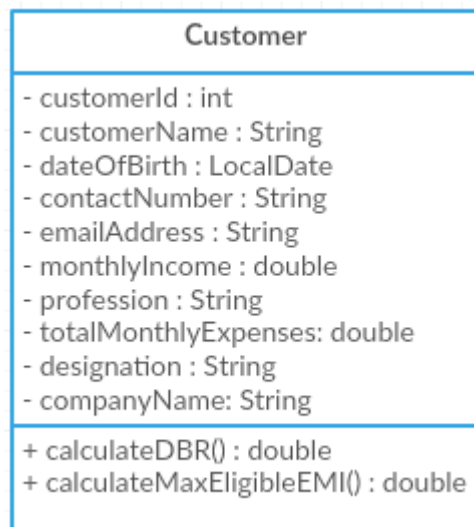 Customer
- customerId : int
- customerName : String
- dateOfBirth : LocalDate
- contactNumber : String
- emailAddress : String
- monthlyIncome : double
- profession : String
- totalMonthlyExpenses: double
- designation : String
- companyName: String
+ calculateDBR() : double
+ calculateMaxEligibleEMI() : double